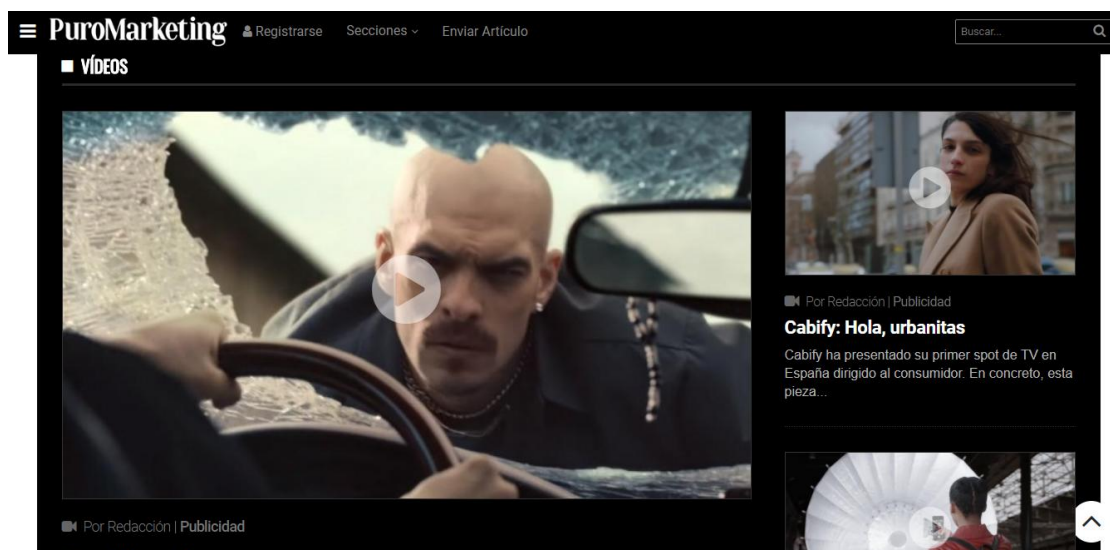 PuroMarketing Registrarse Secciones Enviar Artículo Buscar...
VÍDEOS
Por Redacción | Publicidad
Cabify: Hola, urbanitas
Cabify ha presentado su primer spot de TV en
España dirigido al consumidor. En concreto, esta
pieza...
Por Redacción | Publicidad